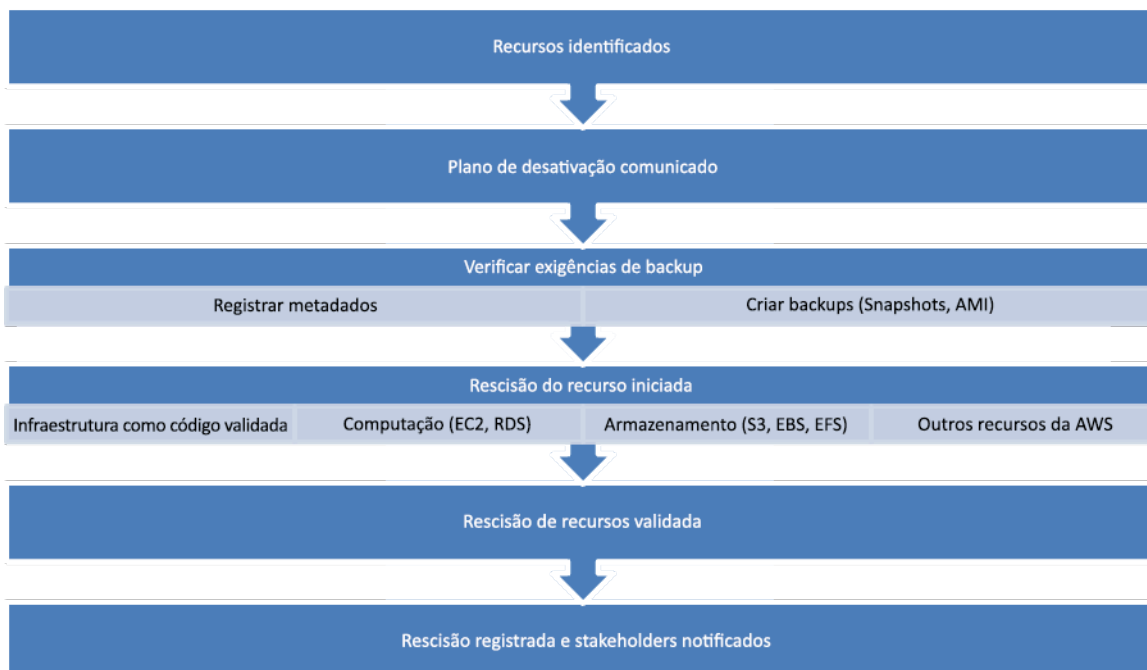 Recursos identificados
Plano de desativação comunicado
Verificar exigências de backup
Registrar metadados
Criar backups (Snapshots, AMI)
Rescisão do recurso iniciada
Infraestrutura como código validada
Computação (EC2, RDS)
Armazenamento (S3, EBS, EFS)
Outros recursos da AWS
Rescisão de recursos validada
Rescisão registrada e stakeholders notificados